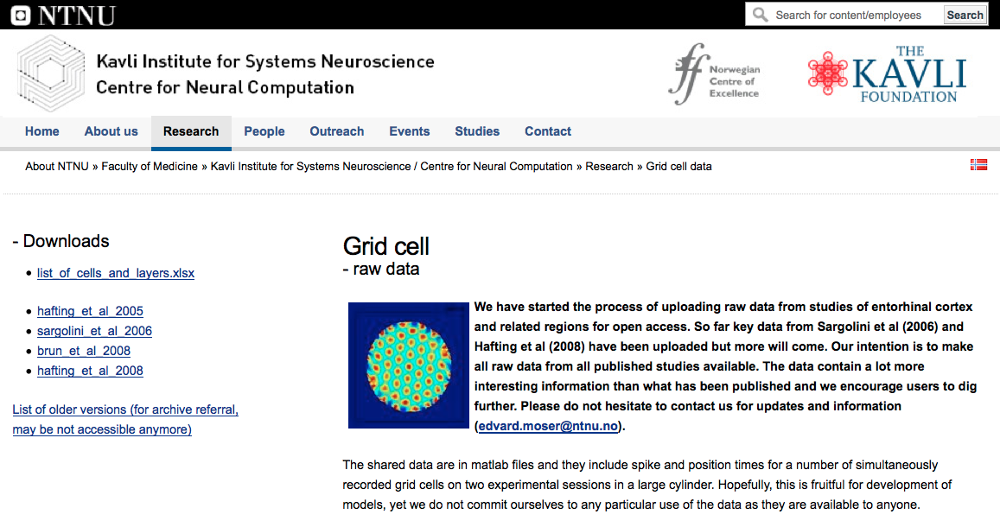 NTNU
Search for content/employees
Search
Kavli Institute for Systems Neuroscience
Centre for Neural Computation
Norwegian
Centre of
Excellence
THE
KAVLI
FOUNDATION
Home About us Research People Outreach Events Studies Contact
About NTNU » Faculty of Medicine » Kavli Institute for Systems Neuroscience / Centre for Neural Computation » Research » Grid cell data
- Downloads
• list_of_cells_and_layers.xlsx
• hafting_et_al_2005
• sargolini_et_al_2006
• brun_et_al_2008
• hafting_et_al_2008
List of older versions (for archive referral,
may be not accessible anymore)
Grid cell
- raw data
We have started the process of uploading raw data from studies of entorhinal cortex
and related regions for open access. So far key data from Sargolini et al (2006) and
Hafting et al (2008) have been uploaded but more will come. Our intention is to make
all raw data from all published studies available. The data contain a lot more
interesting information than what has been published and we encourage users to dig
further. Please do not hesitate to contact us for updates and information
(edvard.moser@ntnu.no).
The shared data are in matlab files and they include spike and position times for a number of simultaneously
recorded grid cells on two experimental sessions in a large cylinder. Hopefully, this is fruitful for development of
models, yet we do not commit ourselves to any particular use of the data as they are available to anyone.